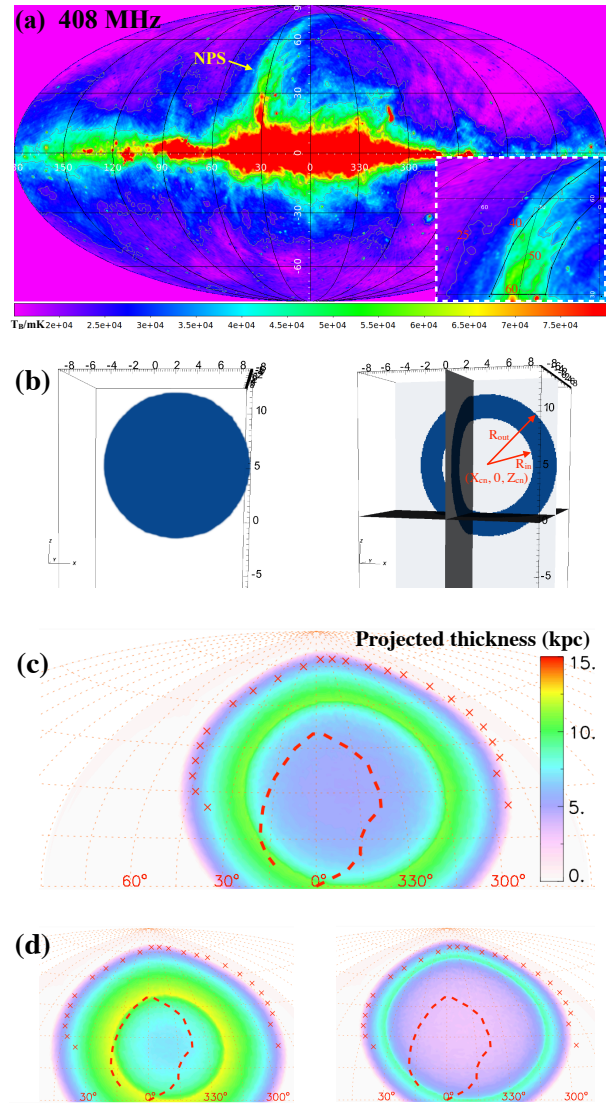 (a) 408 MHz
NPS
90
60
30
180 150 120 90 60 30 0 300
-30
-60
60 0
60
25 40
50
60
T_B/mK 2e+04 2.5e+04 3e+04 3.5e+04 4e+04 4.5e+04 5e+04 5.5e+04 6e+04 6.5e+04 7e+04 7.5e+04
(b)
-8 -6 -4 -2 0 2 4 6 8
10
5
0
-5
Z
Y X
-8 -6 -4 -2 0 2 4 6 8
10
R_out
R_in
5
(X_cn, 0, Z_cn)
0
-5
Z
Y X
(c) Projected thickness (kpc)
15.
10.
5.
0.
60° 0° 330° 300°
(d)
30° 0° 330°
30° 0° 330° 300°